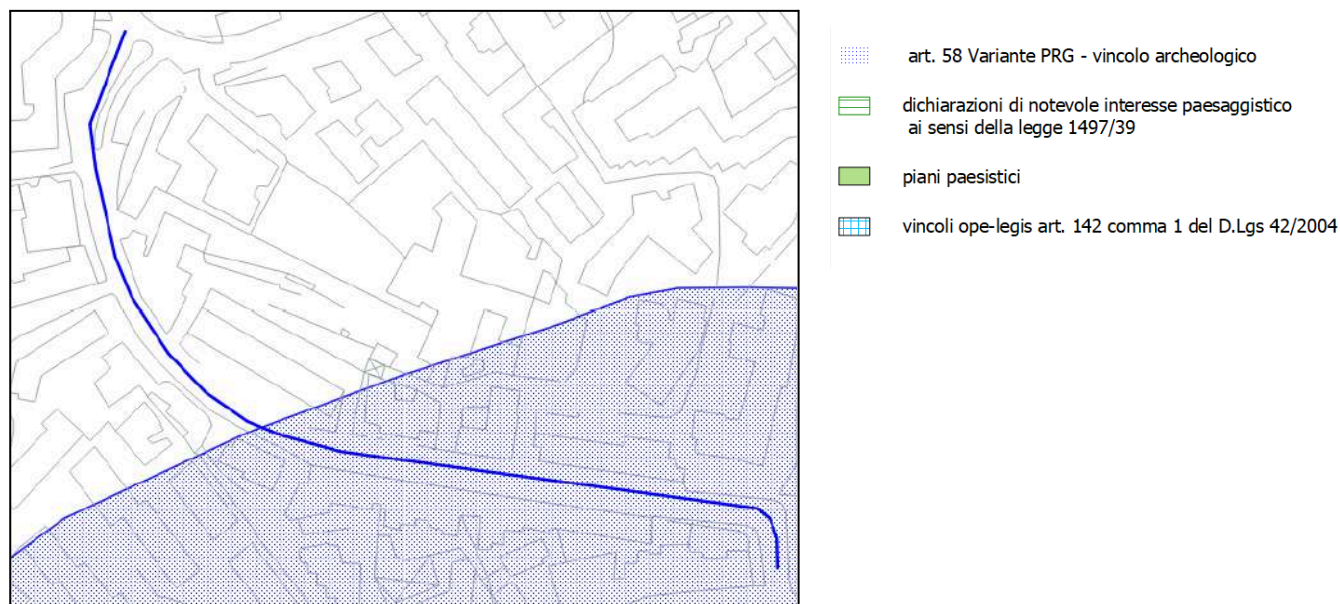 art. 58 Variante PRG - vincolo archeologico
dichiarazioni di notevole interesse paesaggistico
ai sensi della legge 1497/39
piani paesistici
vincoli ope-legis art. 142 comma 1 del D.Lgs 42/2004